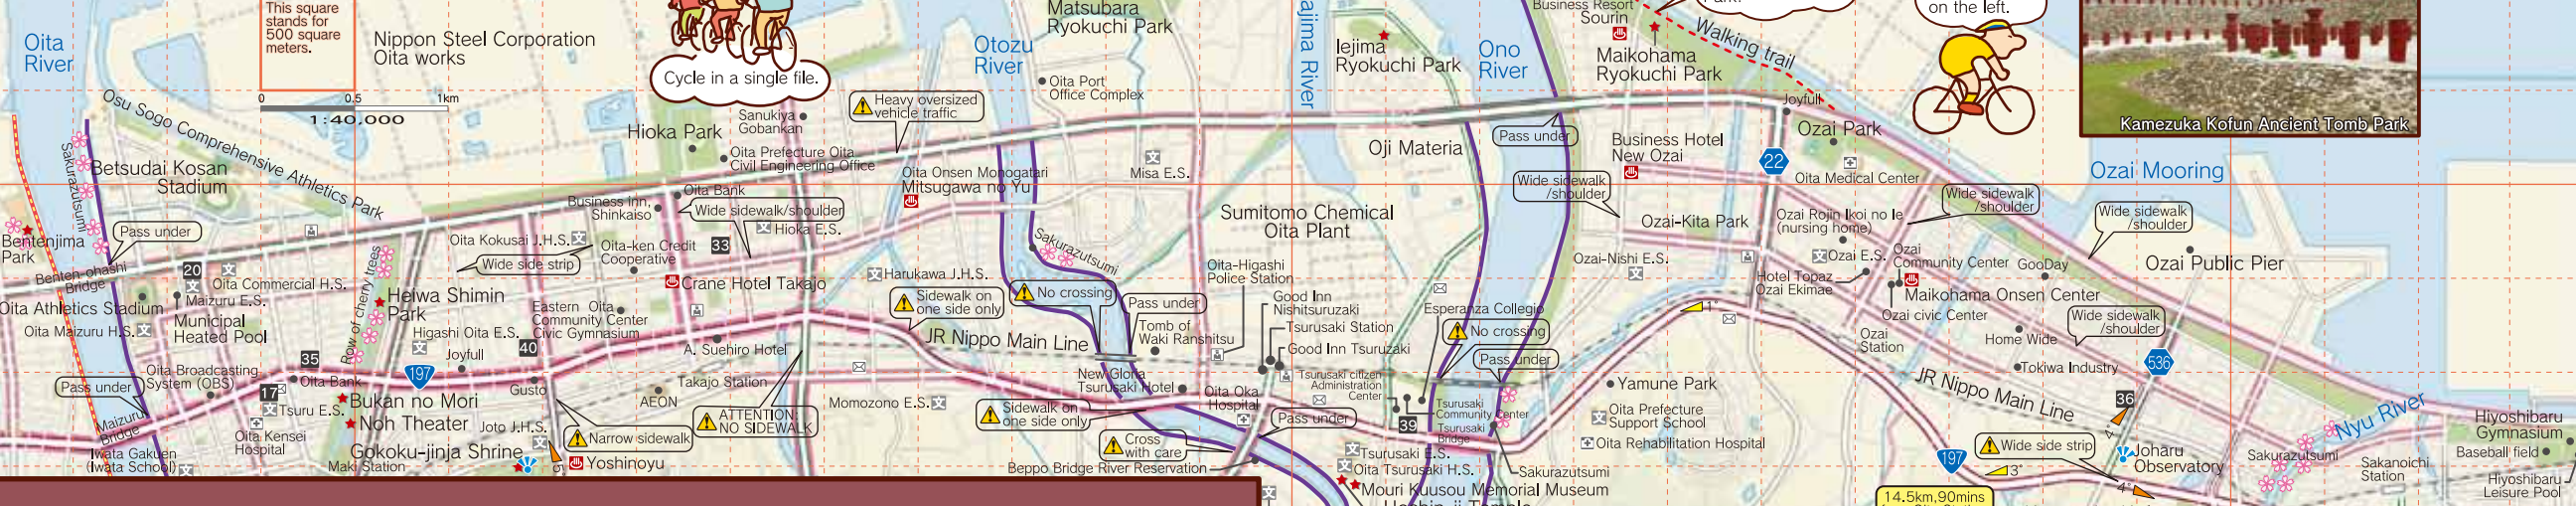 This square
stands for
500 square
meters.
Oita
River
Nippon Steel Corporation
Oita works
0 0.5 1km
1:40,000
Cycle in a single file.
Matsubara
Ryokuchi Park
Otozu
River
Oita Port
Office Complex
ajima River
Iejima
Ryokuchi Park
Ono
River
Business Resort
Sourin
Maikohama
Ryokuchi Park
Walking trail
on the left.
Kamezuka Kofun Ancient Tomb Park
Osu Sogo Comprehensive Athletics Park
Sakurazutsumi
Betsudai Kosan
Stadium
Pass under
Bentenjima
Park
Benten-ohashi
Bridge
Hioka Park
Sanukiya
Gobankan
Heavy oversized
vehicle traffic
Oita Prefecture Oita
Civil Engineering Office
Oita Bank
Business Inn,
Shinkaiso
Wide sidewalk/shoulder
Hioka E.S.
Oita Onsen Monogatari
Mitsugawa no Yu
Misa E.S.
Oji Materia
Pass under
Business Hotel
New Ozai
Wide sidewalk
/shoulder
Joyfull
Ozai Park
22
Oita Medical Center
Ozai-Kita Park
Ozai Rojin Ikoi no Ie
(nursing home)
Wide sidewalk
/shoulder
Ozai Mooring
Wide sidewalk
/shoulder
Ozai Public Pier
Oita Kokusai J.H.S.
Wide side strip
Oita-ken Credit
Cooperative
33
Crane Hotel Takajo
Harukawa J.H.S.
Sakurazutsumi
Sumitomo Chemical
Oita Plant
Oita-Higashi
Police Station
Ozai-Nishi E.S.
Ozai E.S.
Ozai
Community Center
GooDay
Hotel Topaz
Ozai Ekimae
Maikohama Onsen Center
Ozai civic Center
Ozai
Station
Home Wide
Wide sidewalk
/shoulder
20
Maizuru E.S.
Oita Commercial H.S.
Row of cherry trees
Heiwa Shimin
Park
Oita Athletics Stadium
Oita Maizuru H.S.
Municipal
Heated Pool
Eastern Oita
Community Center
Civic Gymnasium
Higashi Oita E.S.
Joyfull
40
35
197
Sidewalk on
one side only
No crossing
Pass under
Tomb of
Waki Ranshitsu
JR Nippo Main Line
Good Inn
Nishitsuruzaki
Tsurusaki Station
Good Inn Tsuruzaki
Esperanza Collegio
No crossing
Pass under
1°
Tokiwa Industry
536
JR Nippo Main Line
Oita Broadcasting
System (OBS)
Pass under
Maizuru
Bridge
17
Oita Bank
Tsuru E.S.
Bukan no Mori
Noh Theater
Gusto
A. Suehiro Hotel
Takajo Station
AEON
ATTENTION:
NO SIDEWALK
Momozono E.S.
New Gloria
Tsurusaki Hotel
Sidewalk on
one side only
Oita Oka
Hospital
Pass under
Cross
with care
Beppo Bridge River Reservation
Tsurusaki citizen
Administration
Center
Tsurusaki
Community Center
Tsurusaki
Bridge
39
Yamune Park
Oita Prefecture
Support School
Oita Rehabilitation Hospital
36
4°
197
Wide side strip
3°
4°
Joharu
Observatory
Nyu River
Sakurazutsumi
Sakanoichi
Station
Hiyoshibaru
Gymnasium
Baseball field
Hiyoshibaru
Leisure Pool
Iwata Gakuen
(Iwata School)
Oita Kensei
Hospital
Maki Station
Gokoku-jinja Shrine
Joto J.H.S.
Narrow sidewalk
Yoshinoyu
Tsurusaki E.S.
Oita Tsurusaki H.S.
Mouri Kuusou Memorial Museum
Sakurazutsumi
14.5km,90mins